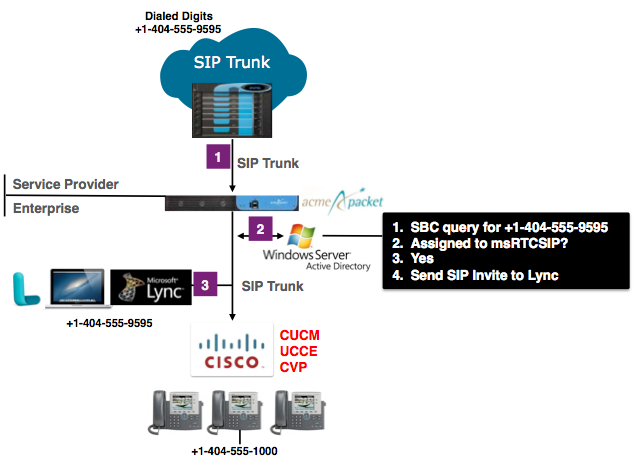 Dialed Digits
+1-404-555-9595
SIP Trunk
1
SIP Trunk
Service Provider
Enterprise
acme packet
2
Windows Server
Active Directory
1. SBC query for +1-404-555-9595
2. Assigned to msRTCSIP?
3. Yes
4. Send SIP Invite to Lync
Microsoft
Lync
3
SIP Trunk
+1-404-555-9595
CISCO
CUCM
UCCE
CVP
+1-404-555-1000